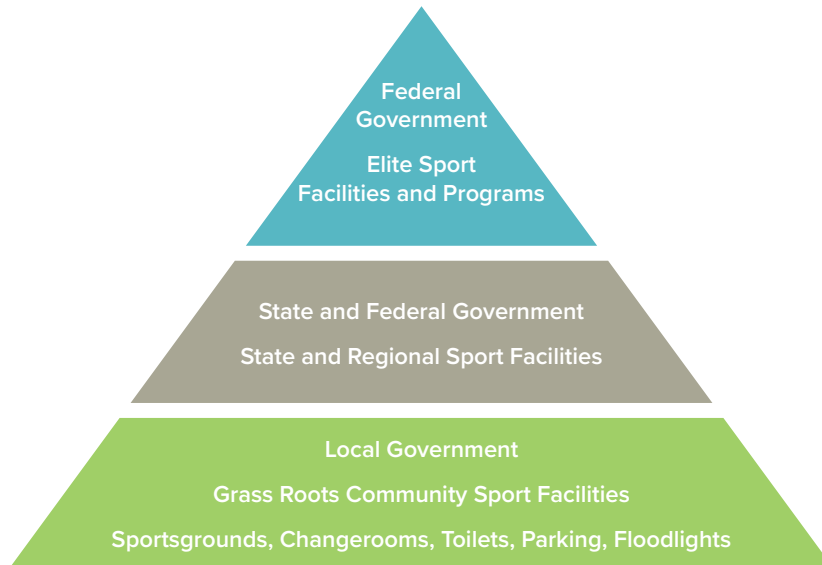 Federal
Government
Elite Sport
Facilities and Programs
State and Federal Government
State and Regional Sport Facilities
Local Government
Grass Roots Community Sport Facilities
Sportsgrounds, Changerooms, Toilets, Parking, Floodlights